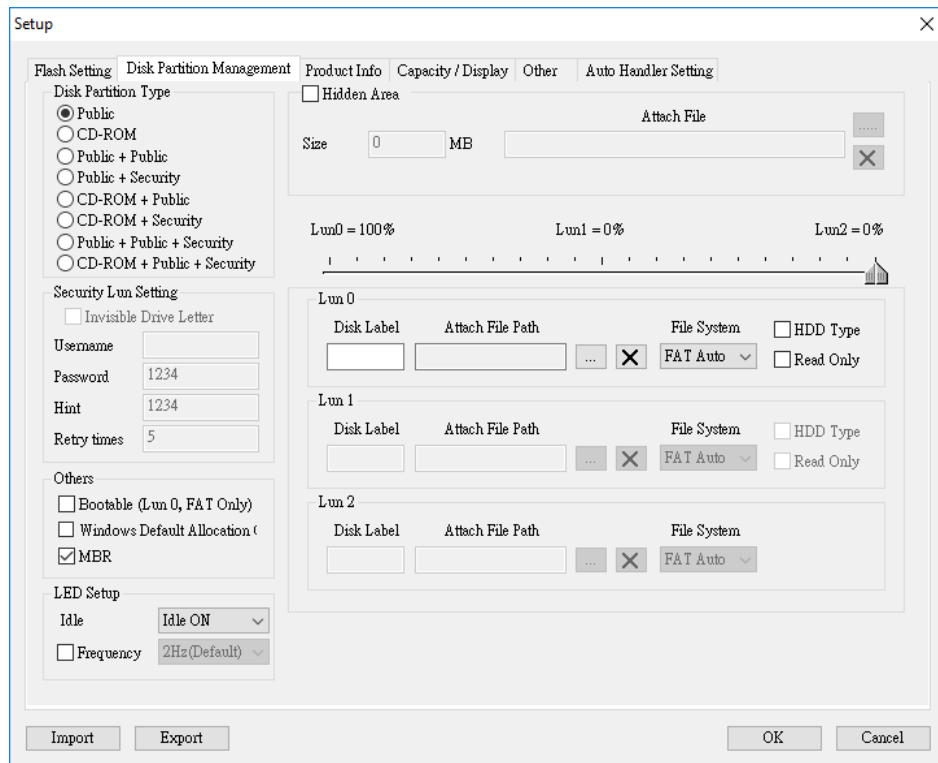 Setup
Flash Setting Disk Partition Management Product Info Capacity / Display Other Auto Handler Setting
Disk Partition Type
Public
CD-ROM
Public + Public
Public + Security
CD-ROM + Public
CD-ROM + Security
Public + Public + Security
CD-ROM + Public + Security
Security Lun Setting
Invisible Drive Letter
Username
Password 1234
Hint 1234
Retry times 5
Others
Bootable (Lun 0, FAT Only)
Windows Default Allocation (
MBR
LED Setup
Idle Idle ON
Frequency 2Hz(Default)
Hidden Area
Attach File
Size 0 MB .....
Lun0 = 100% Lun1 = 0% Lun2 = 0%
Lun 0
Disk Label Attach File Path File System HDD Type
... FAT Auto Read Only
Lun 1
Disk Label Attach File Path File System HDD Type
... FAT Auto Read Only
Lun 2
Disk Label Attach File Path File System
... FAT Auto
Import Export OK Cancel